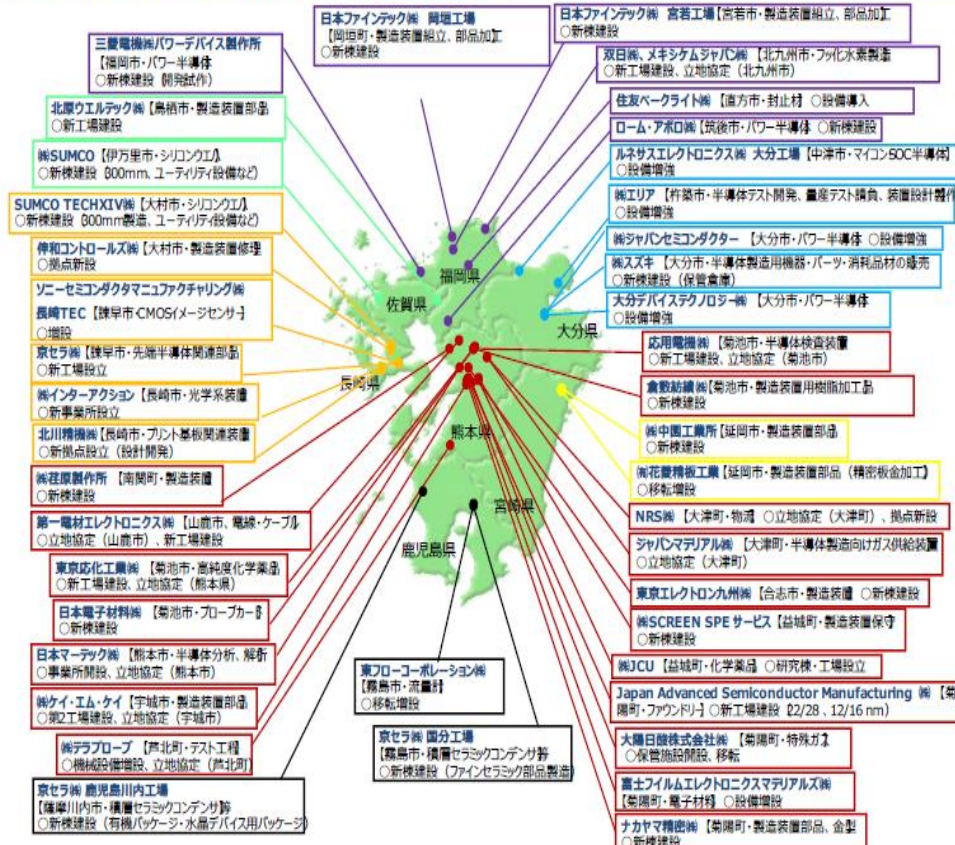 日本ファインテック㈱ 岡垣工場
【岡垣町・製造装置組立、部品加工】
○新棟建設
日本ファインテック㈱ 宮若工場【宮若市・製造装置組立、部品加工】
○新棟建設
三菱電機㈱パワーデバイス製作所
【福岡市・パワー半導体】
○新棟建設（開発試作）
双日㈱、メキシケムジャパン㈱【北九州市・フッ化水素製造】
○新工場建設、立地協定（北九州市）
北原ウエルテック㈱【鳥栖市・製造装置部品】
○新工場建設
住友ベークライト㈱【直方市・封止材】○設備導入
ローム・アポロ㈱【筑後市・パワー半導体】○新棟建設
㈱SUMCO【伊万里市・シリコンウエハ】
○新棟建設（300mm、ユーティリティ設備など）
ルネサスエレクトロニクス㈱ 大分工場【中津市・マイコンSOC半導体】
○設備増強
SUMCO TECHXIV㈱【大村市・シリコンウエハ】
○新棟建設（300mm製造、ユーティリティ設備など）
㈱エリア【杵築市・半導体テスト開発、量産テスト請負、装置設計製作
○設備増強
伸和コントロールズ㈱【大村市・製造装置修理】
○拠点新設
㈱ジャパンセミコンダクター【大分市・パワー半導体】○設備増強
㈱スズキ【大分市・半導体製造用機器・パーツ・消耗品材の販売】
○新棟建設（保管倉庫）
ソニーセミコンダクタマニュファクチャリング㈱
長崎TEC【諫早市・CMOSイメージセンサー】
○増設
大分デバイステクノロジー㈱【大分市・パワー半導体】
○設備増強
京セラ㈱【諫早市・先端半導体関連部品】
○新工場設立
応用電機㈱【菊池市・半導体検査装置】
○新工場建設、立地協定（菊池市）
㈱インターアクション【長崎市・光学系装置】
○新事業所設立
倉敷紡績㈱【菊池市・製造装置用樹脂加工品】
○新棟建設
北川精機㈱【長崎市・プリント基板関連装置】
○新拠点設立（設計開発）
㈱中園工業所【延岡市・製造装置部品】
○新棟建設
㈱荏原製作所【南関町・製造装置】
○新棟建設
㈲花菱精板工業【延岡市・製造装置部品（精密板金加工）】
○移転増設
第一電材エレクトロニクス㈱【山鹿市、電線・ケーブル】
○立地協定（山鹿市）、新工場建設
NRS㈱【大津町・物流】○立地協定（大津町）、拠点新設
ジャパンマテリアル㈱【大津町・半導体製造向けガス供給装置】
○立地協定（大津町）
東京応化工業㈱【菊池市・高純度化学薬品】
○新工場建設、立地協定（熊本県）
東京エレクトロン九州㈱【合志市・製造装置】○新棟建設
日本電子材料㈱【菊池市・プローブカード】
○新棟建設
㈱SCREEN SPE サービス【益城町・製造装置保守】
○新棟建設
日本マーテック㈱【熊本市・半導体分析、解析】
○事業所開設、立地協定（熊本市）
㈱JCU【益城町・化学薬品】○研究棟・工場設立
㈱ケイ・エム・ケイ【宇城市・製造装置部品】
○第2工場建設、立地協定（宇城市）
Japan Advanced Semiconductor Manufacturing ㈱【菊
陽町・ファウンドリー】○新工場建設（22/28、12/16 nm）
㈱テラプローブ【芦北町・テスト工程】
○機械設備増設、立地協定（芦北町）
大陽日酸株式会社㈱【菊陽町・特殊ガス】
○保管施設開設、移転
京セラ㈱ 鹿児島川内工場
【薩摩川内市・積層セラミックコンデンサ等】
○新棟建設（有機パッケージ・水晶デバイス用パッケージ）
東フローコーポレーション㈱
【霧島市・流量計】
○移転増設
京セラ㈱ 国分工場
【霧島市・積層セラミックコンデンサ等】
○新棟建設（ファインセラミック部品製造）
富士フイルムエレクトロニクスマテリアルズ㈱
【菊陽町・電子材料】○設備増設
ナカヤマ精密㈱【菊陽町・製造装置部品、金型】
○新棟建設
福岡県
佐賀県
大分県
長崎県
熊本県
宮崎県
鹿児島県